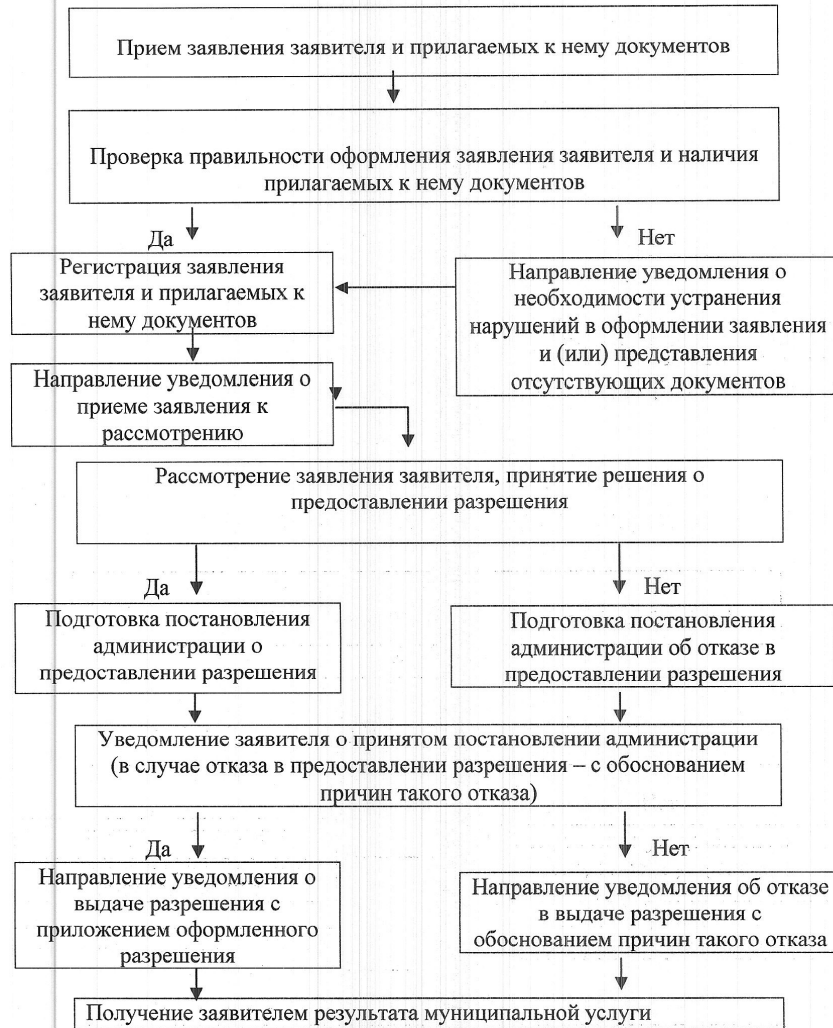 Прием заявления заявителя и прилагаемых к нему документов
Проверка правильности оформления заявления заявителя и наличия
прилагаемых к нему документов
Да
Нет
Регистрация заявления
заявителя и прилагаемых к
нему документов
Направление уведомления о
необходимости устранения
нарушений в оформлении заявления
и (или) представления
отсутствующих документов
Направление уведомления о
приеме заявления к
рассмотрению
Рассмотрение заявления заявителя, принятие решения о
предоставлении разрешения
Да
Нет
Подготовка постановления
администрации о
предоставлении разрешения
Подготовка постановления
администрации об отказе в
предоставлении разрешения
Уведомление заявителя о принятом постановлении администрации
(в случае отказа в предоставлении разрешения – с обоснованием
причин такого отказа)
Да
Нет
Направление уведомления о
выдаче разрешения с
приложением оформленного
разрешения
Направление уведомления об отказе
в выдаче разрешения с
обоснованием причин такого отказа
Получение заявителем результата муниципальной услуги